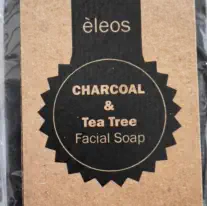 èleos
CHARCOAL
&
Tea Tree
Facial Soap